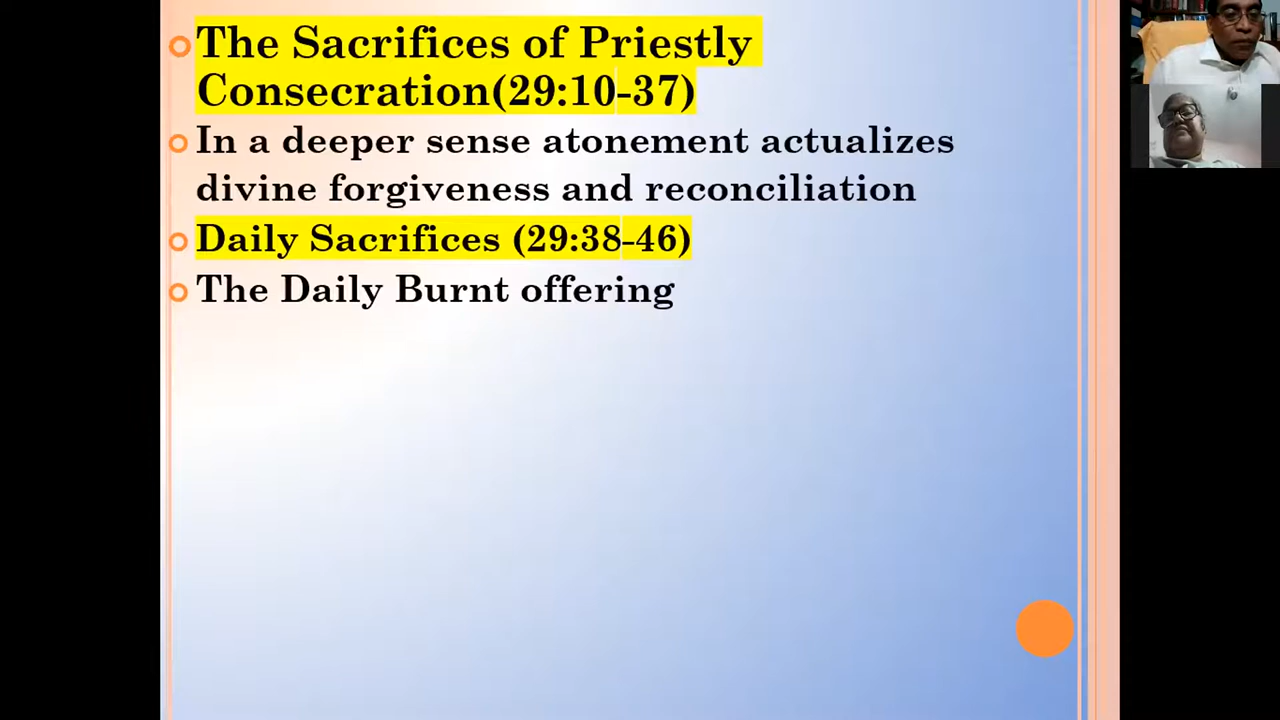 The Sacrifices of Priestly
Consecration(29:10-37)
In a deeper sense atonement actualizes
divine forgiveness and reconciliation
Daily Sacrifices (29:38-46)
The Daily Burnt offering